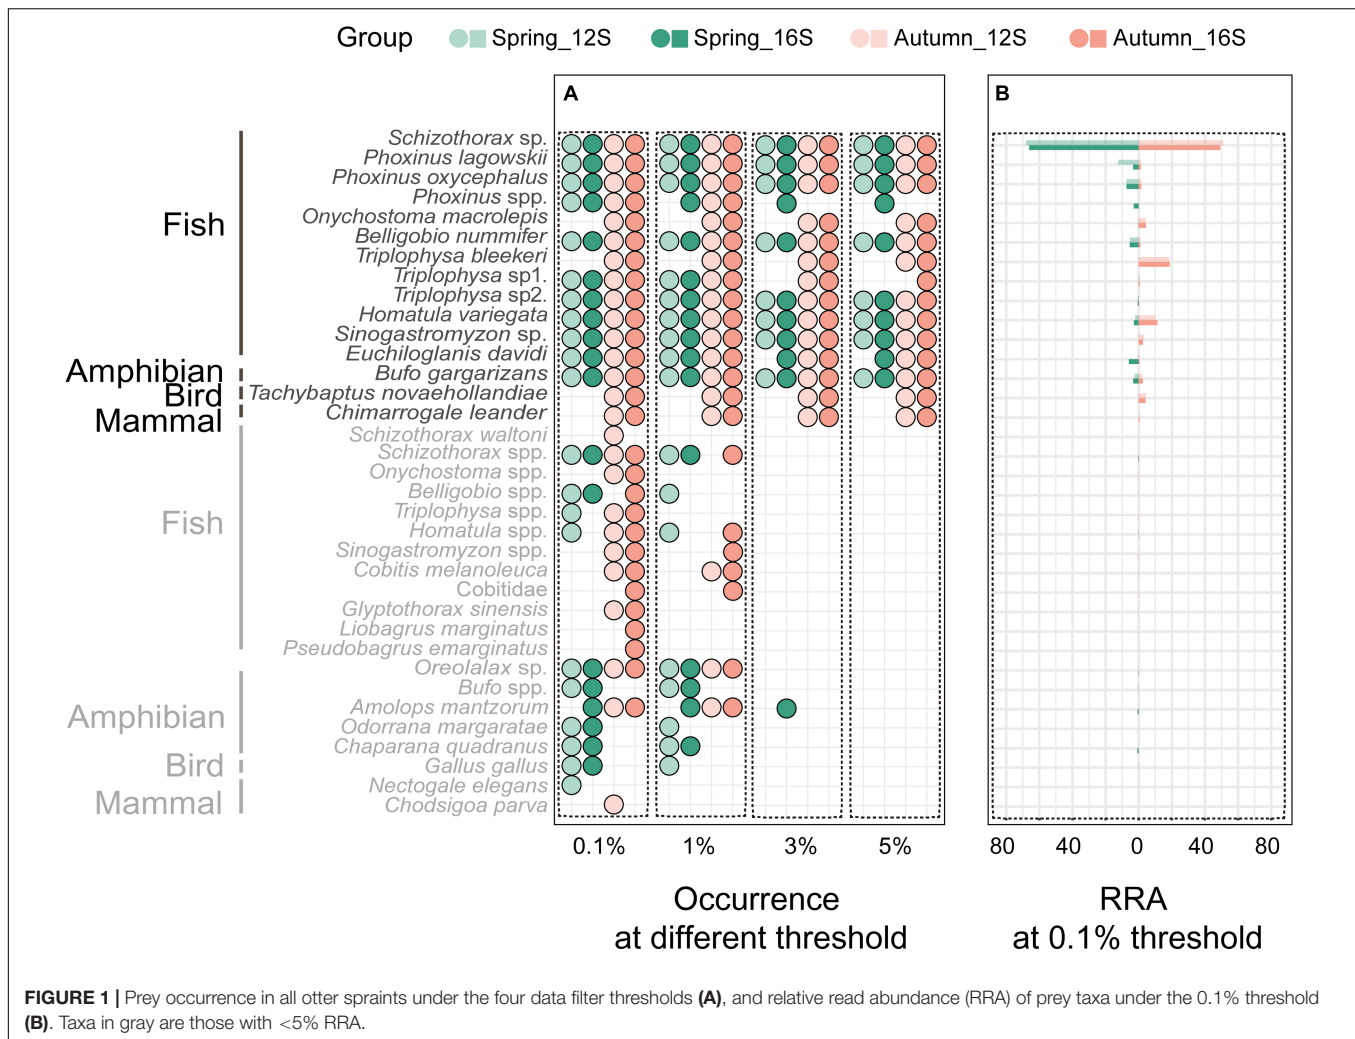 Group Spring_12S Spring_16S Autumn_12S Autumn_16S
A
B
Fish
Amphibian
Bird
Mammal
Fish
Amphibian
Bird
Mammal
Schizothorax sp.
Phoxinus lagowskii
Phoxinus oxycephalus
Phoxinus spp.
Onychostoma macrolepis
Belligobio nummifer
Triplophysa bleekeri
Triplophysa sp1.
Triplophysa sp2.
Homatula variegata
Sinogastromyzon sp.
Euchiloglanis davidi
Bufo gargarizans
Tachybaptus novaehollandiae
Chimarrogale leander
Schizothorax waltoni
Schizothorax spp.
Onychostoma spp.
Belligobio spp.
Triplophysa spp.
Homatula spp.
Sinogastromyzon spp.
Cobitis melanoleuca
Cobitidae
Glyptothorax sinensis
Liobagrus marginatus
Pseudobagrus emarginatus
Oreolalax sp.
Bufo spp.
Amolops mantzorum
Odorrana margaratae
Chaparana quadranus
Gallus gallus
Nectogale elegans
Chodsigoa parva
0.1% 1% 3% 5%
80 40 0 40 80
Occurrence
at different threshold
RRA
at 0.1% threshold
FIGURE 1 | Prey occurrence in all otter spraints under the four data filter thresholds (A), and relative read abundance (RRA) of prey taxa under the 0.1% threshold
(B). Taxa in gray are those with <5% RRA.